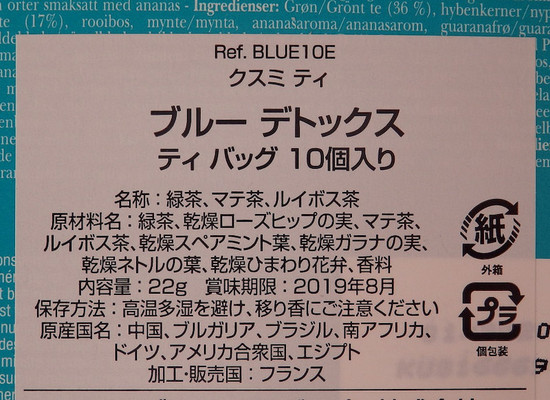 orter smaksatt med ananas - Ingredienser: Grøn/Grönt te (36 %), hybenkerner/nyp
te (17%), rooibos, mynte/mynta, ananasaroma/ananasarom, guaranafrø/guara
Ref. BLUE10E
クスミ ティ
ブルー デトックス
ティ バッグ 10個入り
名称：緑茶、マテ茶、ルイボス茶
原材料名：緑茶、乾燥ローズヒップの実、マテ茶、
ルイボス茶、乾燥スペアミント葉、乾燥ガラナの実、
乾燥ネトルの葉、乾燥ひまわり花弁、香料
内容量：22g 賞味期限：2019年8月
保存方法：高温多湿を避け、移り香にご注意ください
原産国名：中国、ブルガリア、ブラジル、南アフリカ、
ドイツ、アメリカ合衆国、エジプト
加工・販売国：フランス
紙
外箱
プラ
個包装